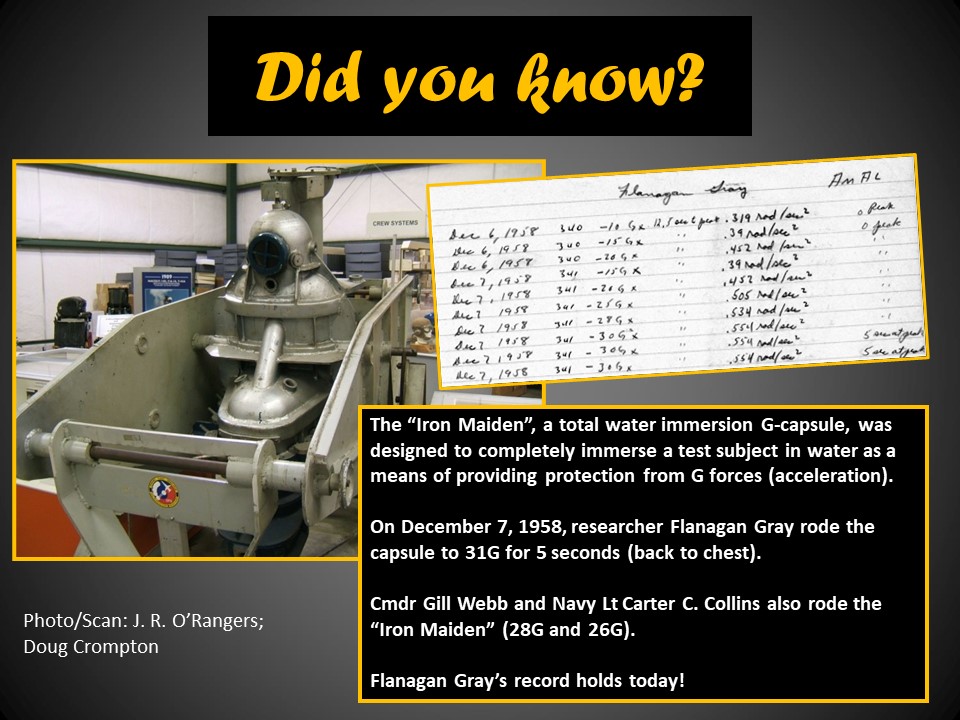 Did you know?
CREW SYSTEMS
1989
Flanagan Gray
Am AL
Dec 6, 1958 340 -10 Gx 12.5 sec to peak .319 rad/sec² 0 Peak
Dec 6, 1958 340 -15 Gx " .39 rad/sec² 0 peak
Dec 6, 1958 340 -20 Gx " .452 rad/sec² "
Dec 7, 1958 341 -15 Gx " .39 rad/sec² "
Dec 7, 1958 341 -20 Gx " .452 rad/sec² "
Dec 7, 1958 341 -25 Gx " .505 rad/sec² "
Dec 7, 1958 341 -28 Gx " .534 rad/sec² "
Dec 7 1958 341 -30 Gx " .554 rad/sec² "
Dec 7 1958 341 -30 Gx " .554 rad/sec² 5 sec at peak
Dec 7, 1958 341 -30 Gx " .554 rad/sec² 5 sec at peak
The “Iron Maiden”, a total water immersion G-capsule, was
designed to completely immerse a test subject in water as a
means of providing protection from G forces (acceleration).
On December 7, 1958, researcher Flanagan Gray rode the
capsule to 31G for 5 seconds (back to chest).
Cmdr Gill Webb and Navy Lt Carter C. Collins also rode the
“Iron Maiden” (28G and 26G).
Flanagan Gray’s record holds today!
Photo/Scan: J. R. O’Rangers;
Doug Crompton